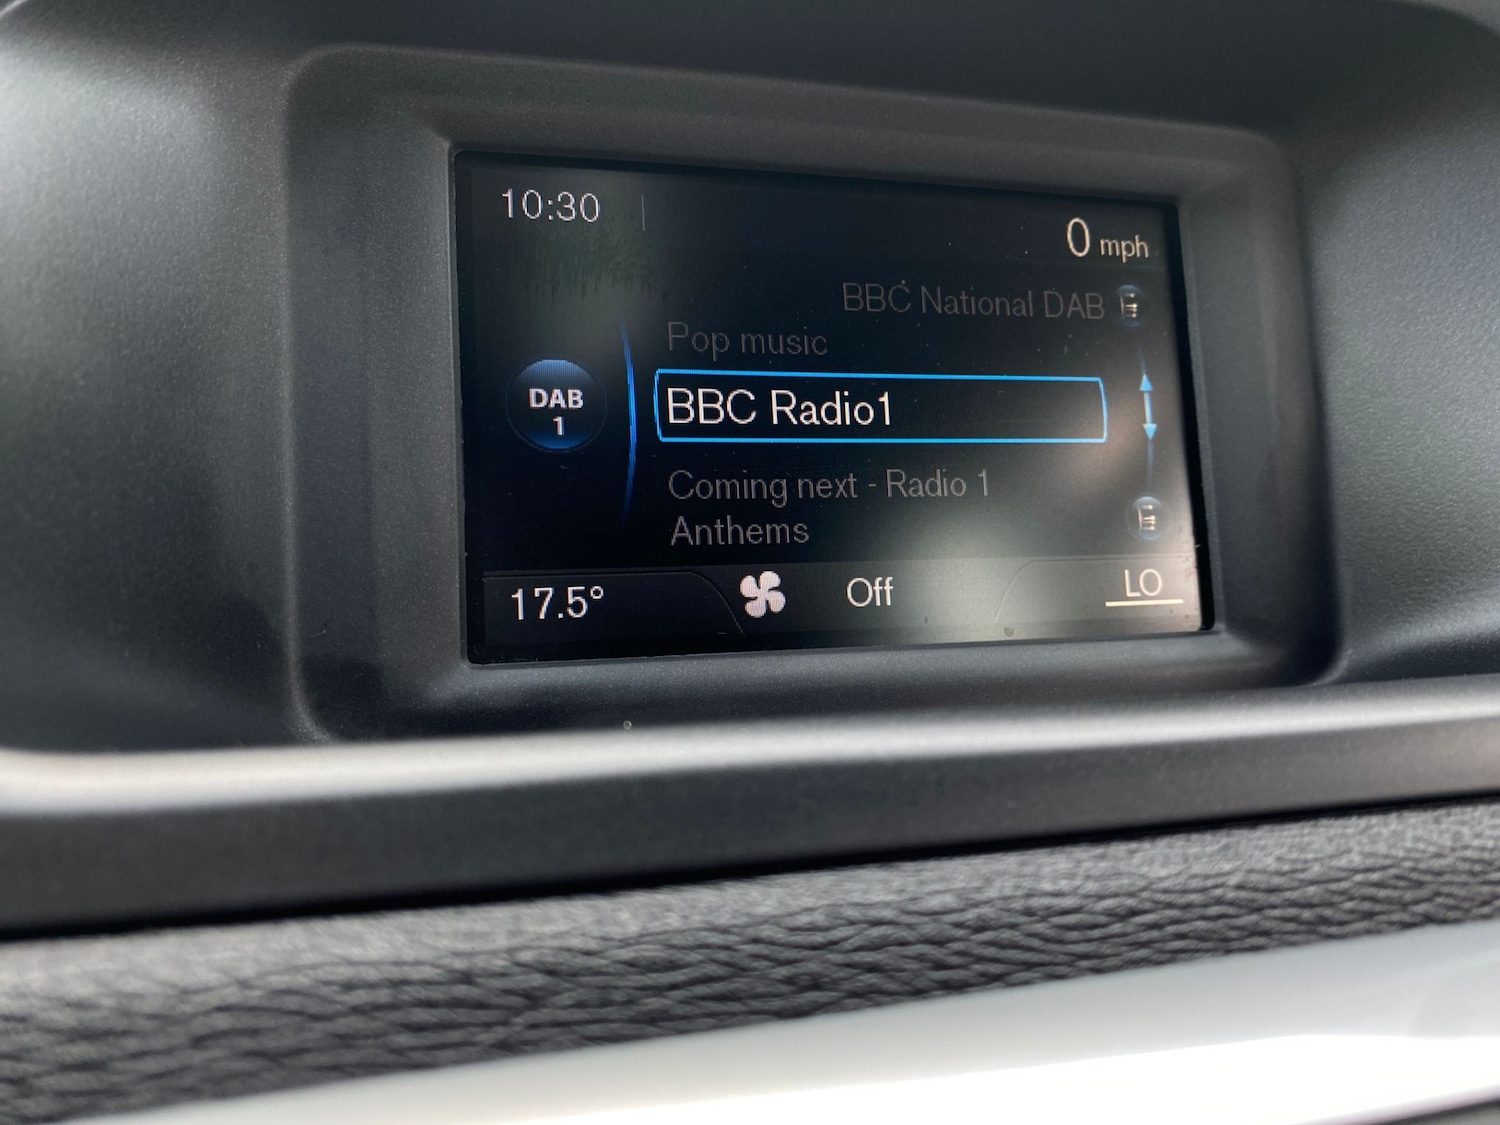 10:30
0 mph
BBC National DAB
Pop music
DAB
1
BBC Radio1
Coming next - Radio 1
Anthems
17.5°
Off
LO